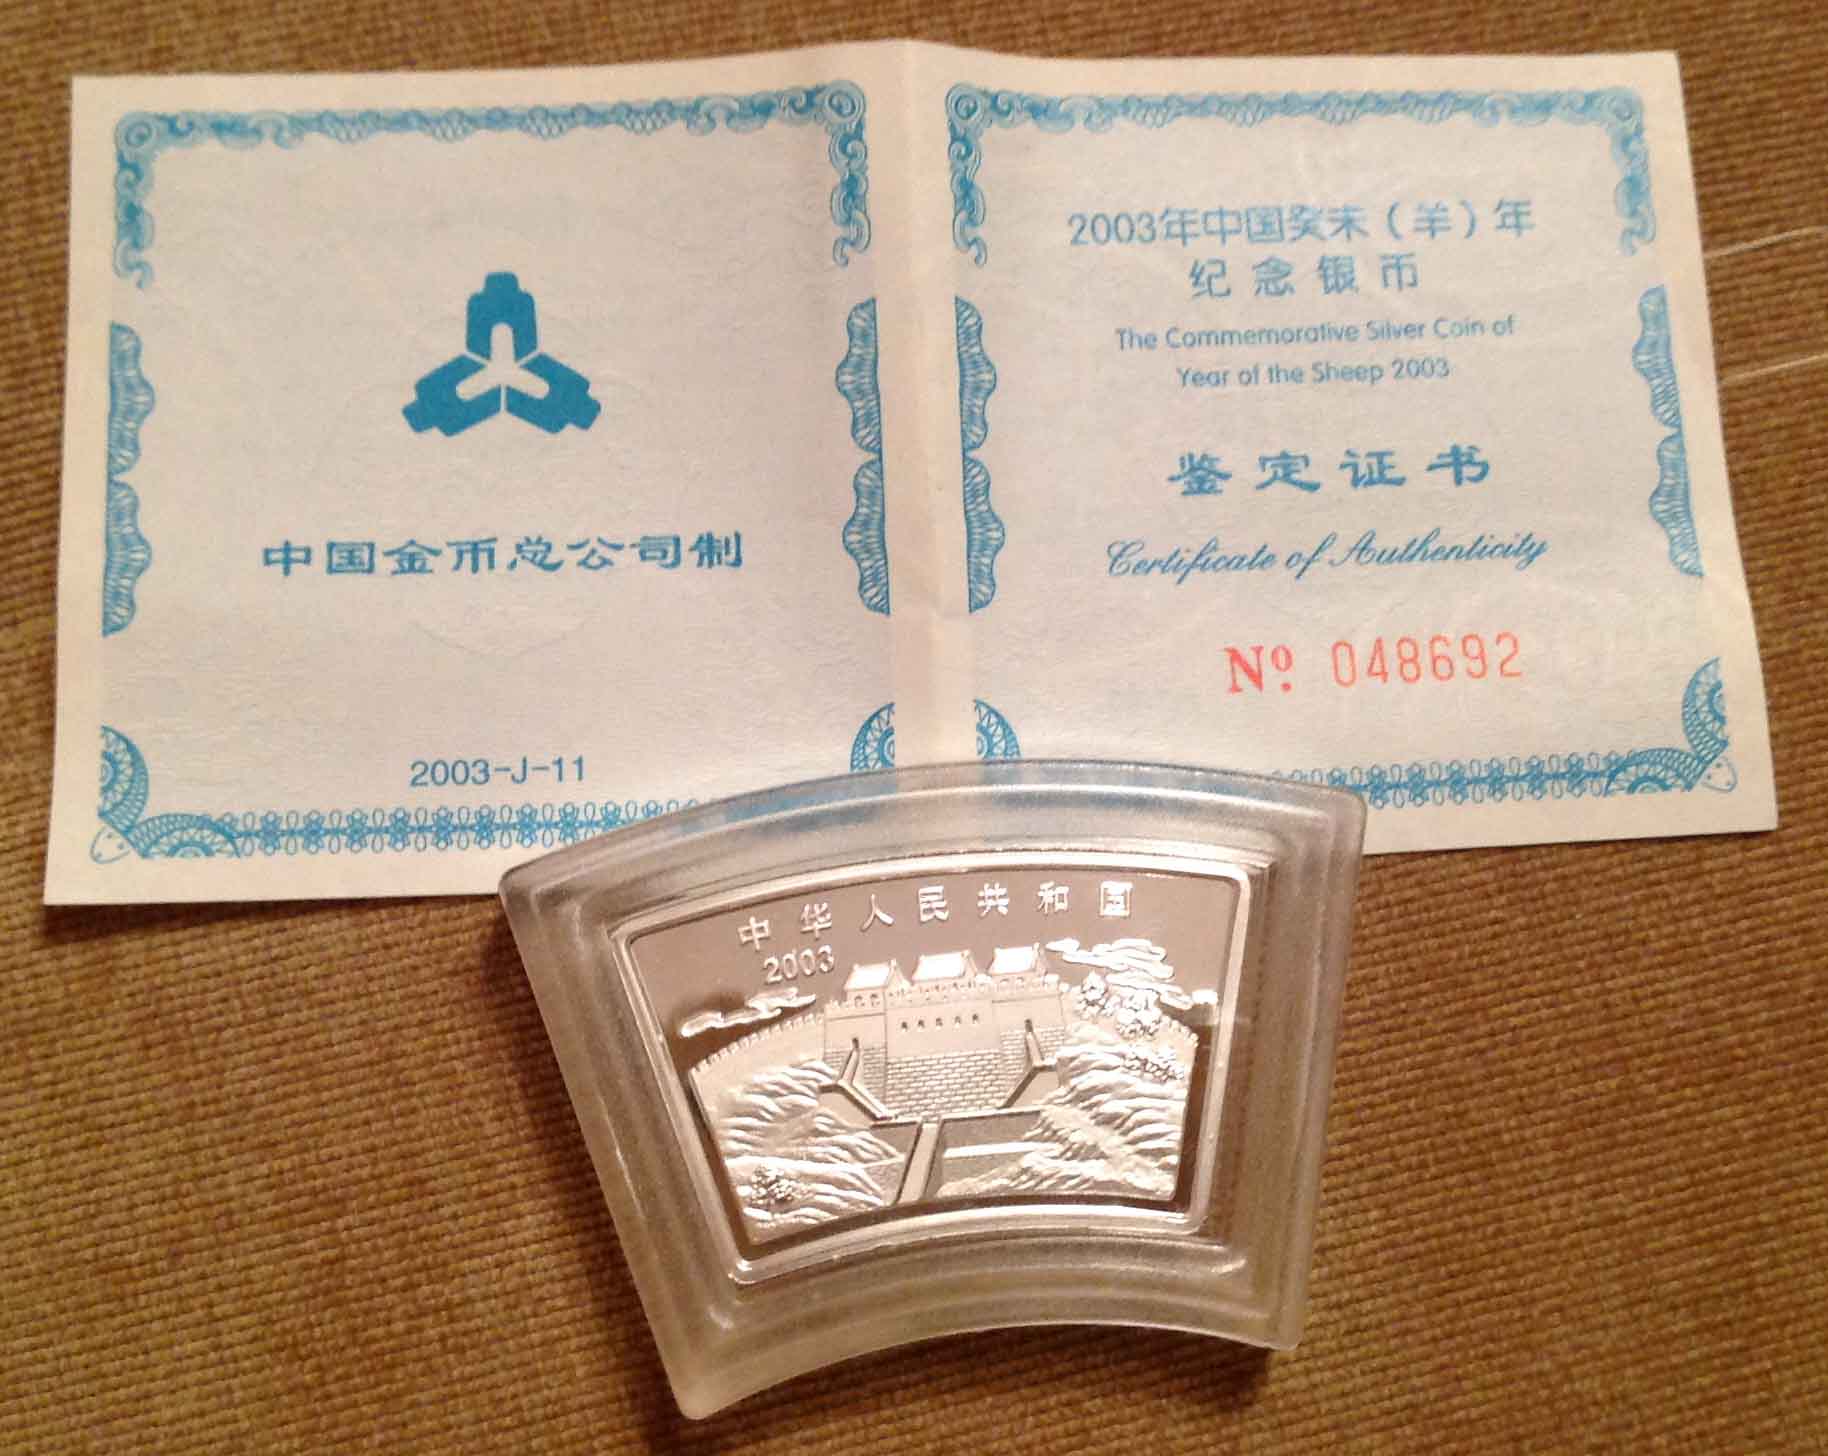 中国金币总公司制
2003-J-11
2003年中国癸未（羊）年
纪念银币
The Commemorative Silver Coin of
Year of the Sheep 2003
鉴定证书
Certificate of Authenticity
Nº. 048692
中华人民共和国
2003